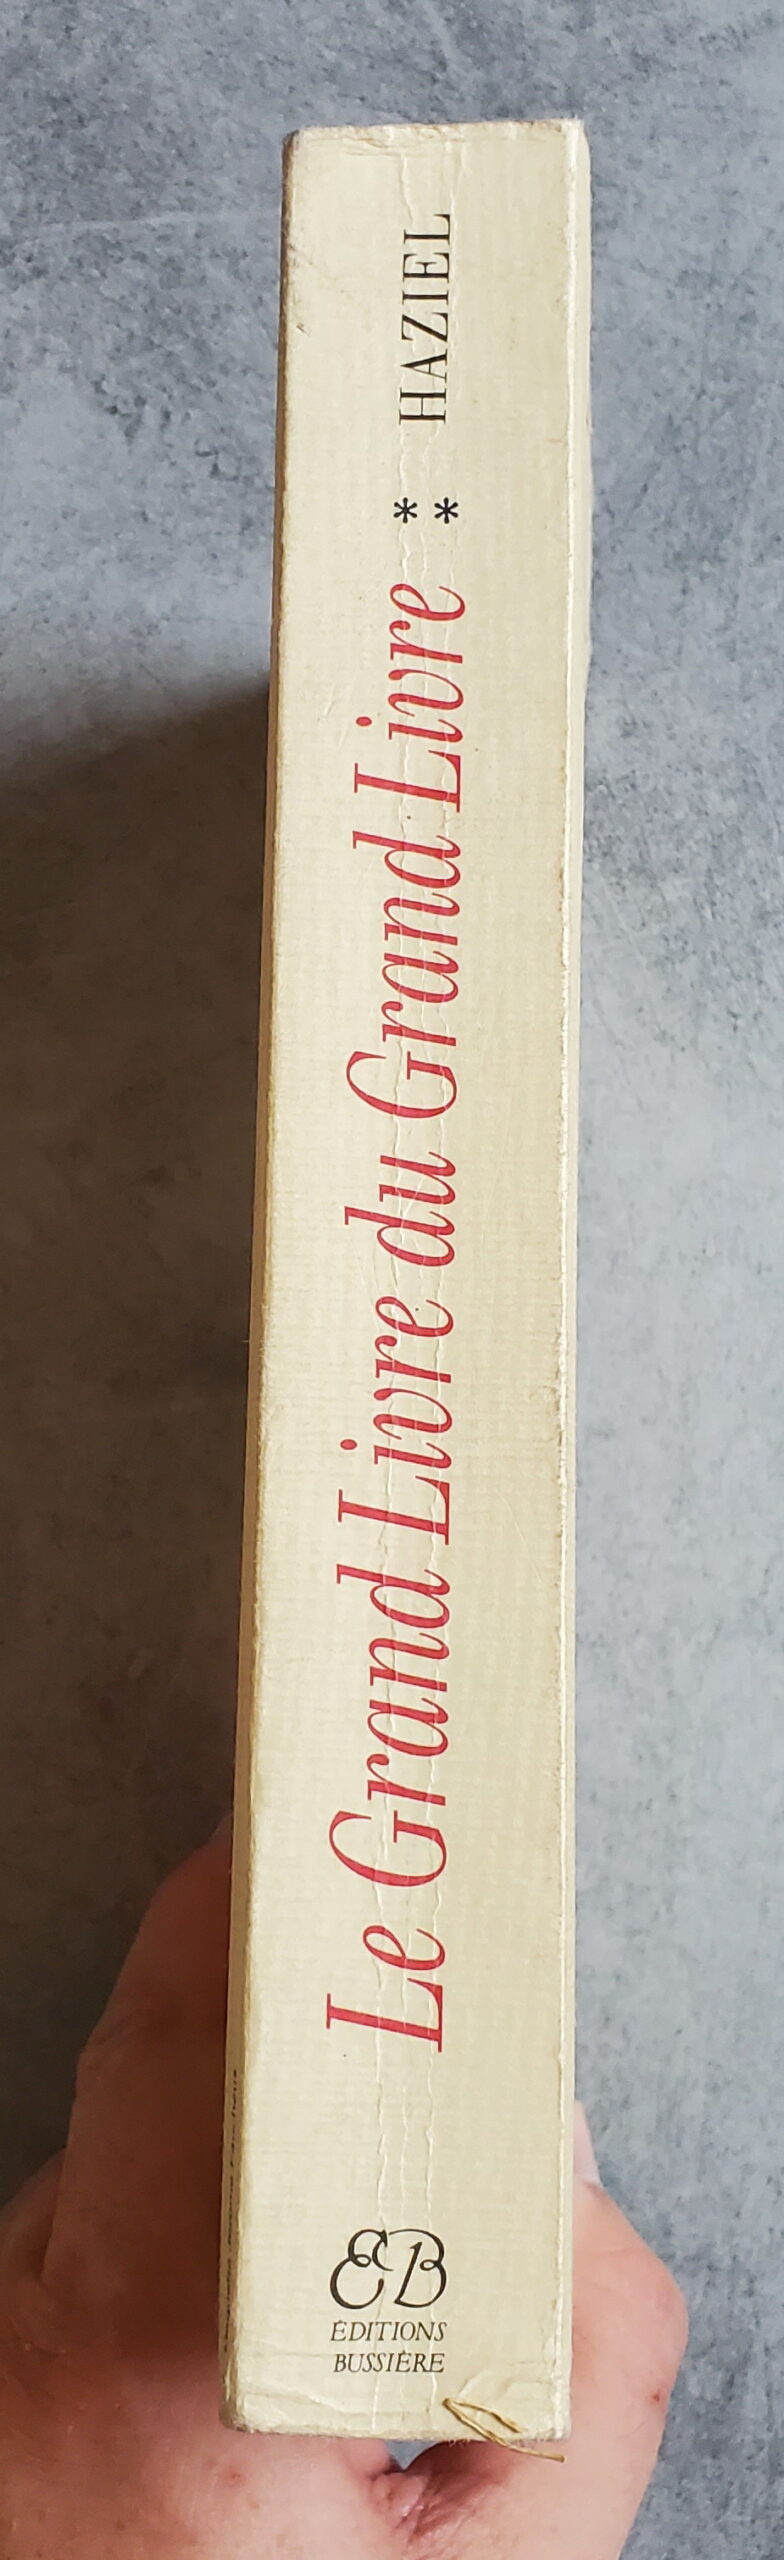 HAZIEL
**
Le Grand Livre du Grand Livre
EB
ÉDITIONS
BUSSIÈRE